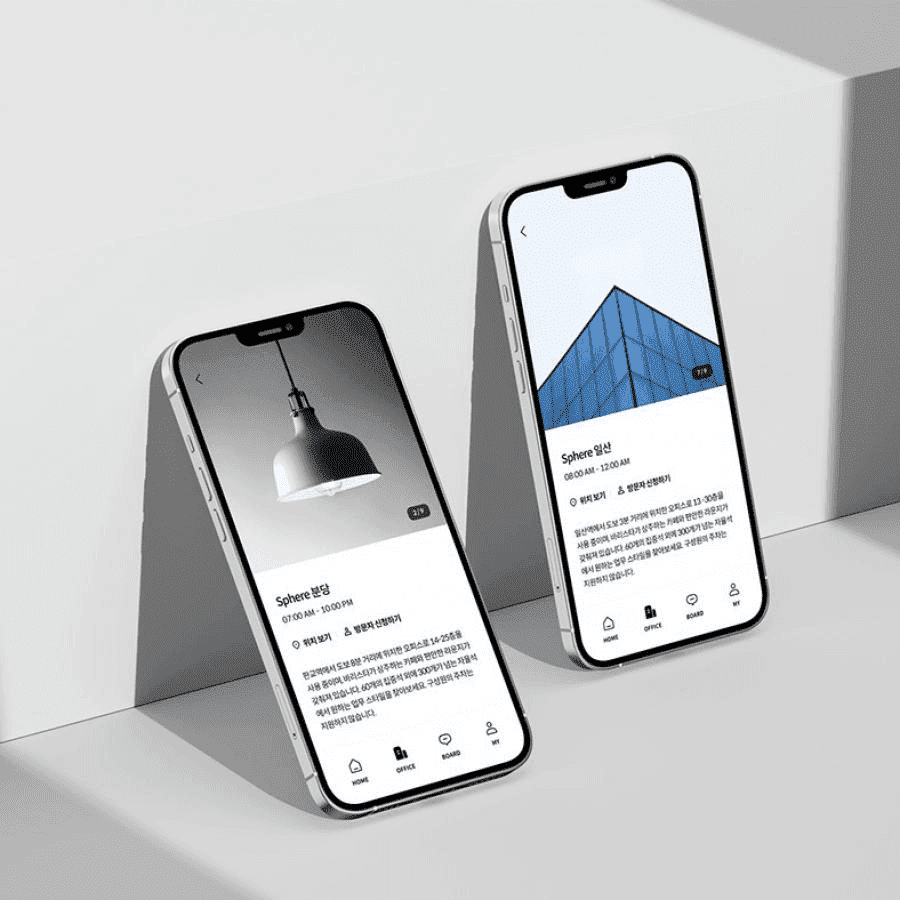 2/9
Sphere 분당
07:00 AM - 10:00 PM
위치 보기 방문자 신청하기
판교역에서 도보 8분 거리에 위치한 오피스로 14-25층을
사용 중이며, 바리스타가 상주하는 카페와 편안한 라운지가
갖춰져 있습니다. 60개의 집중석 외에 300개가 넘는 자율석
에서 원하는 업무 스타일을 찾아보세요. 구성원의 주차는
지원하지 않습니다.
HOME OFFICE BOARD MY
7/9
Sphere 일산
08:00 AM - 12:00 AM
위치 보기 방문자 신청하기
일산역에서 도보 3분 거리에 위치한 오피스로 13 -30층을
사용 중이며, 바리스타가 상주하는 카페와 편안한 라운지가
갖춰져 있습니다. 60개의 집중석 외에 300개가 넘는 자율석
에서 원하는 업무 스타일을 찾아보세요. 구성원의 주차는
지원하지 않습니다.
HOME OFFICE BOARD MY